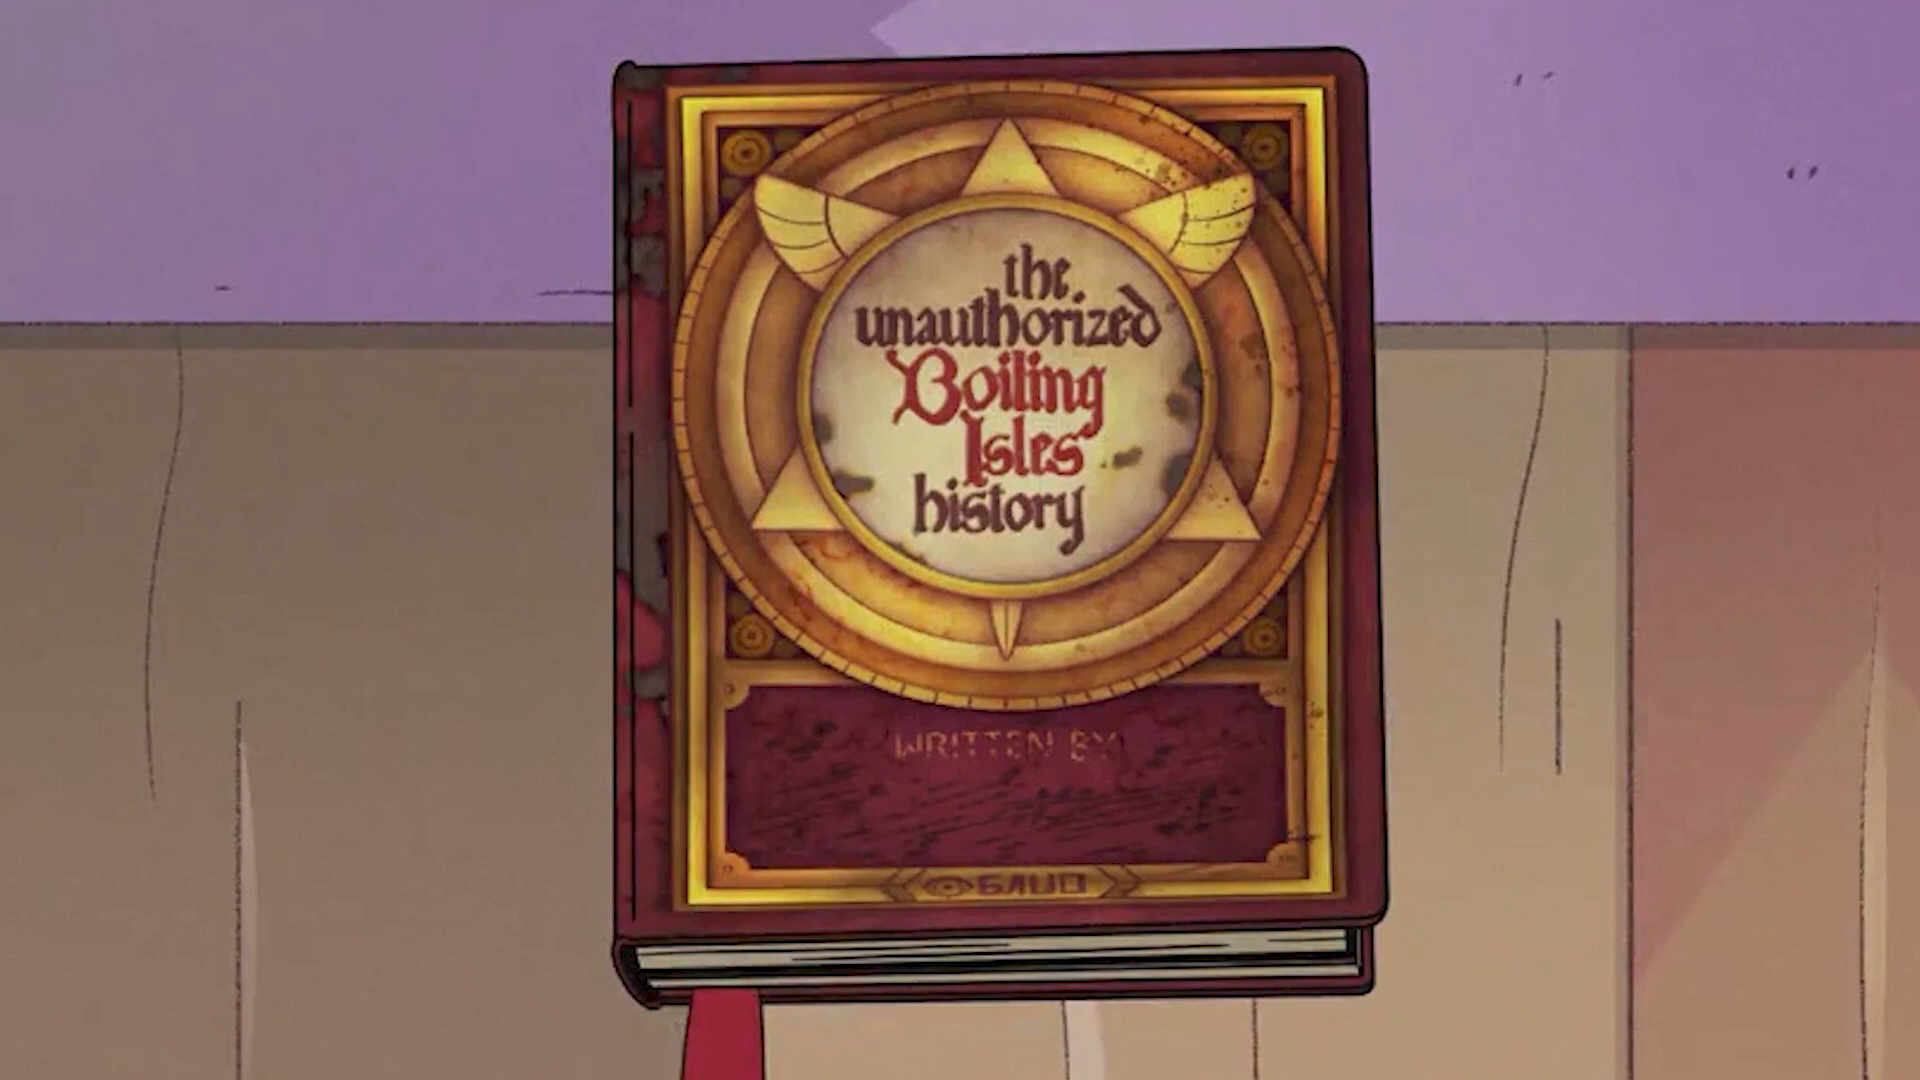 the
unauthorized
Boiling
Isles
history
WRITTEN BY